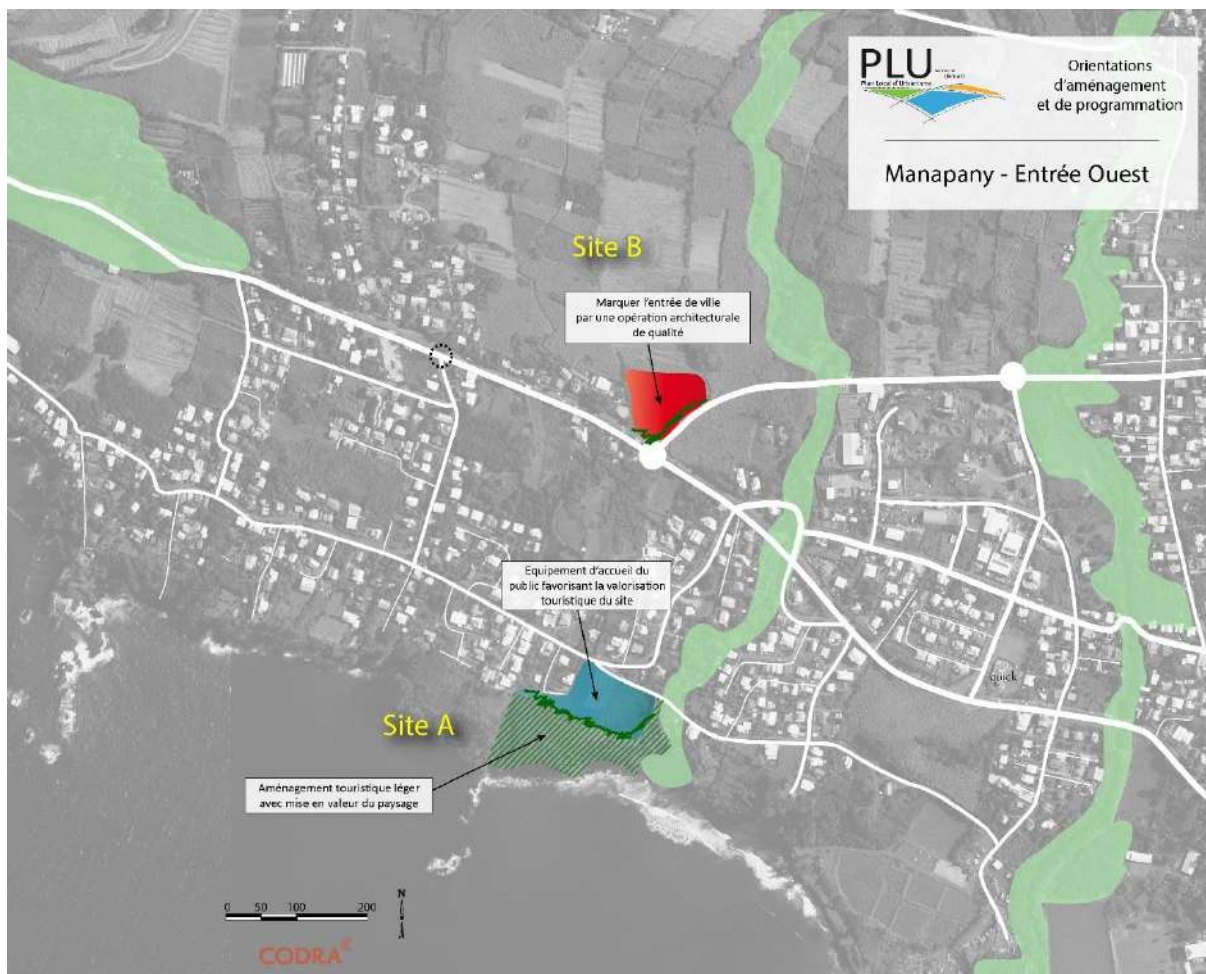 PLU
Plan Local d'Urbanisme
Orientations
d'aménagement
et de programmation
Manapany - Entrée Ouest
Site B
Marquer l'entrée de ville
par une opération architecturale
de qualité
Equipement d'accueil du
public favorisant la valorisation
touristique du site
quick
Site A
Aménagement touristique léger
avec mise en valeur du paysage
0 50 100 200
N
CODRA